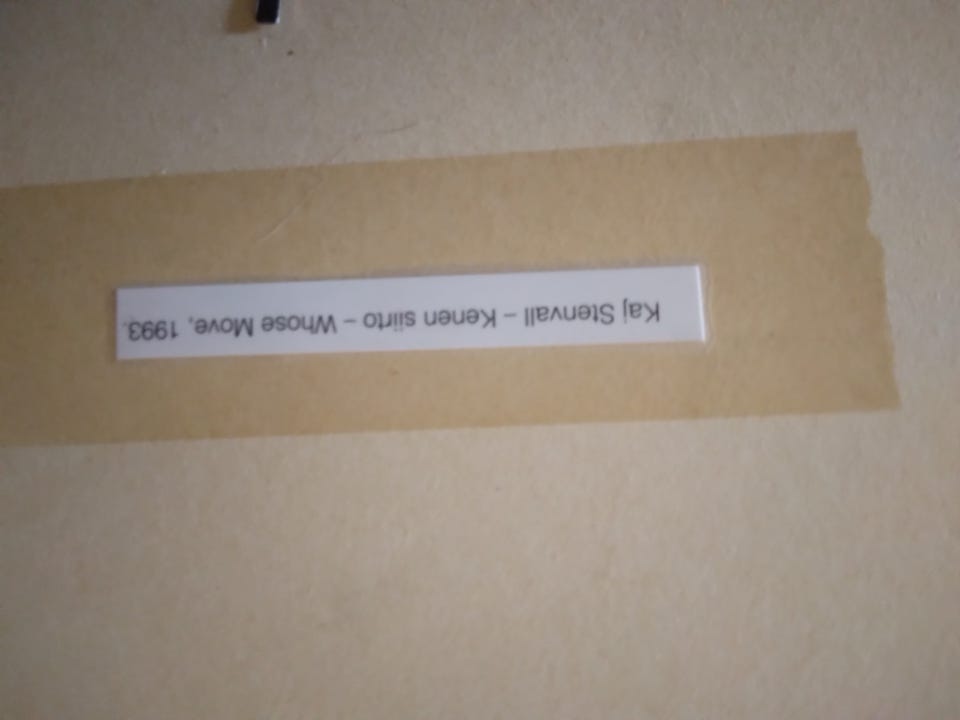 Kaj Stenvall – Kenen siirto – Whose Move, 1993.